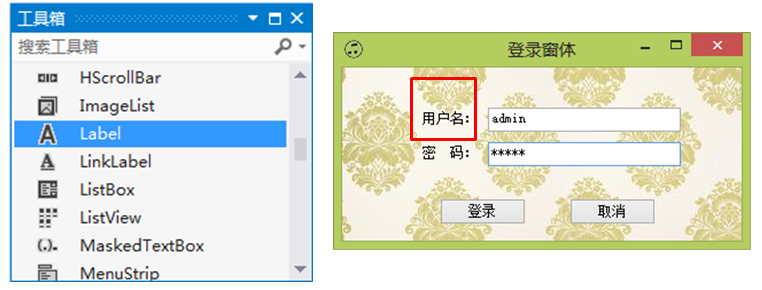 工具箱
搜索工具箱
HScrollBar
ImageList
Label
LinkLabel
ListBox
ListView
MaskedTextBox
MenuStrip
登录窗体
用户名: admin
密 码: *****
登录 取消